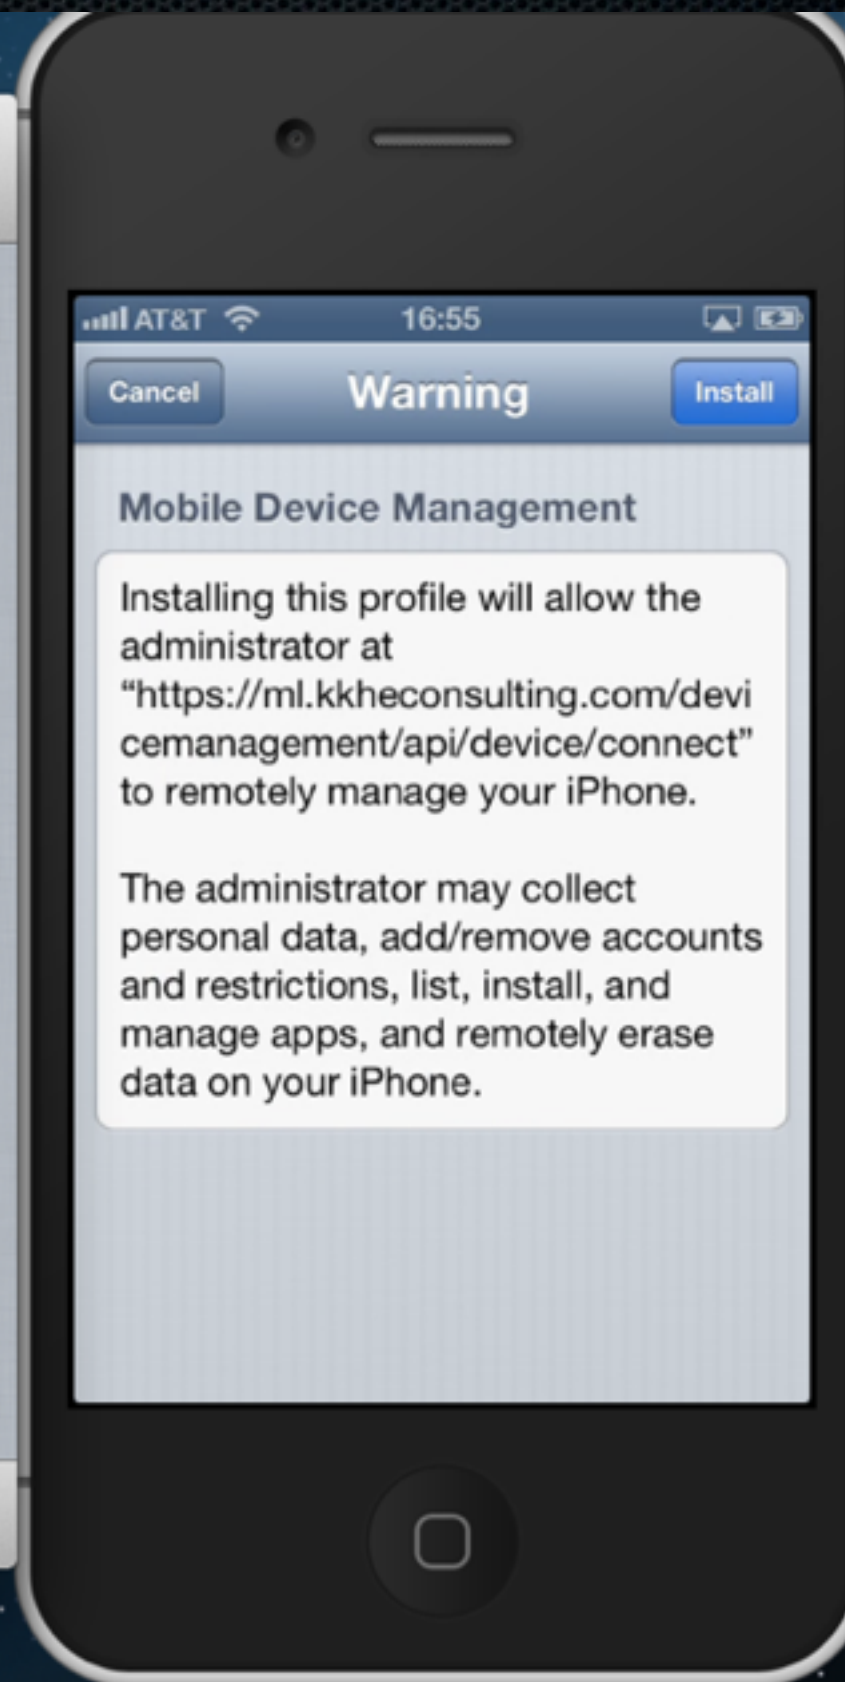 AT&T 16:55
Cancel Warning Install
Mobile Device Management
Installing this profile will allow the
administrator at
“https://ml.kkheconsulting.com/devi
cemanagement/api/device/connect”
to remotely manage your iPhone.
The administrator may collect
personal data, add/remove accounts
and restrictions, list, install, and
manage apps, and remotely erase
data on your iPhone.